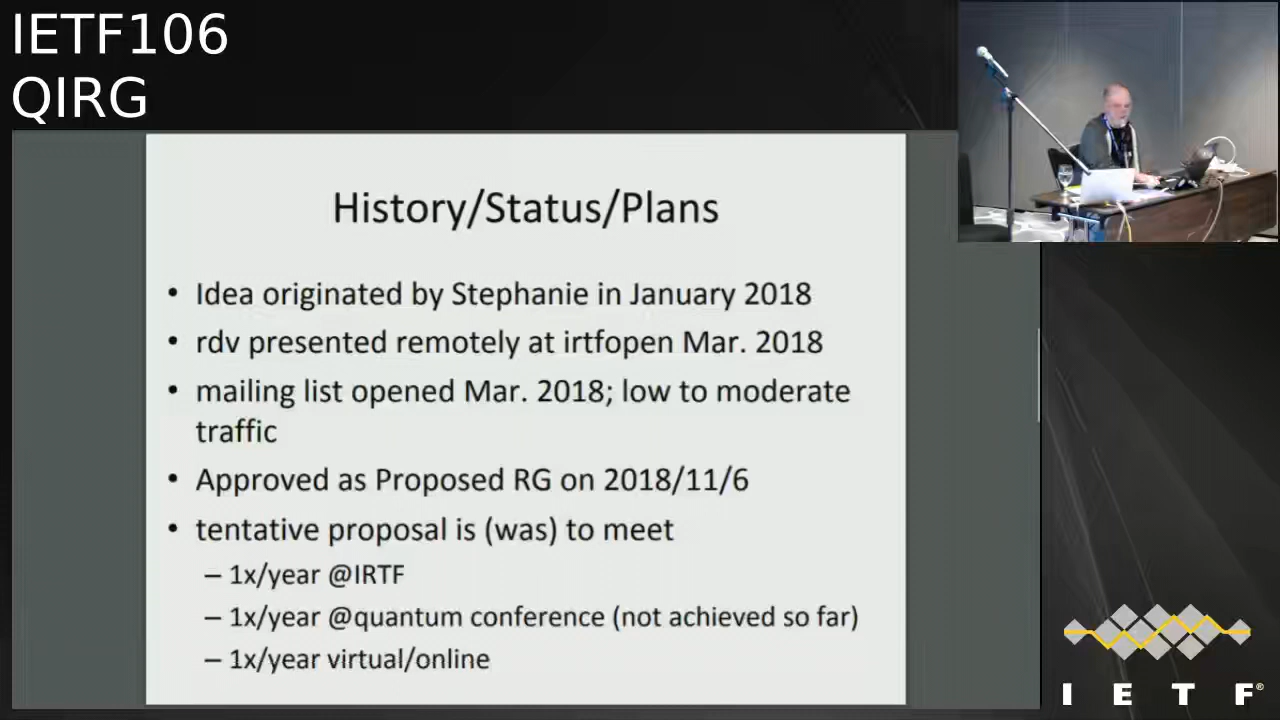 IETF106
QIRG
History/Status/Plans
• Idea originated by Stephanie in January 2018
• rdv presented remotely at irtfopen Mar. 2018
• mailing list opened Mar. 2018; low to moderate
traffic
• Approved as Proposed RG on 2018/11/6
• tentative proposal is (was) to meet
– 1x/year @IRTF
– 1x/year @quantum conference (not achieved so far)
– 1x/year virtual/online
I E T F®